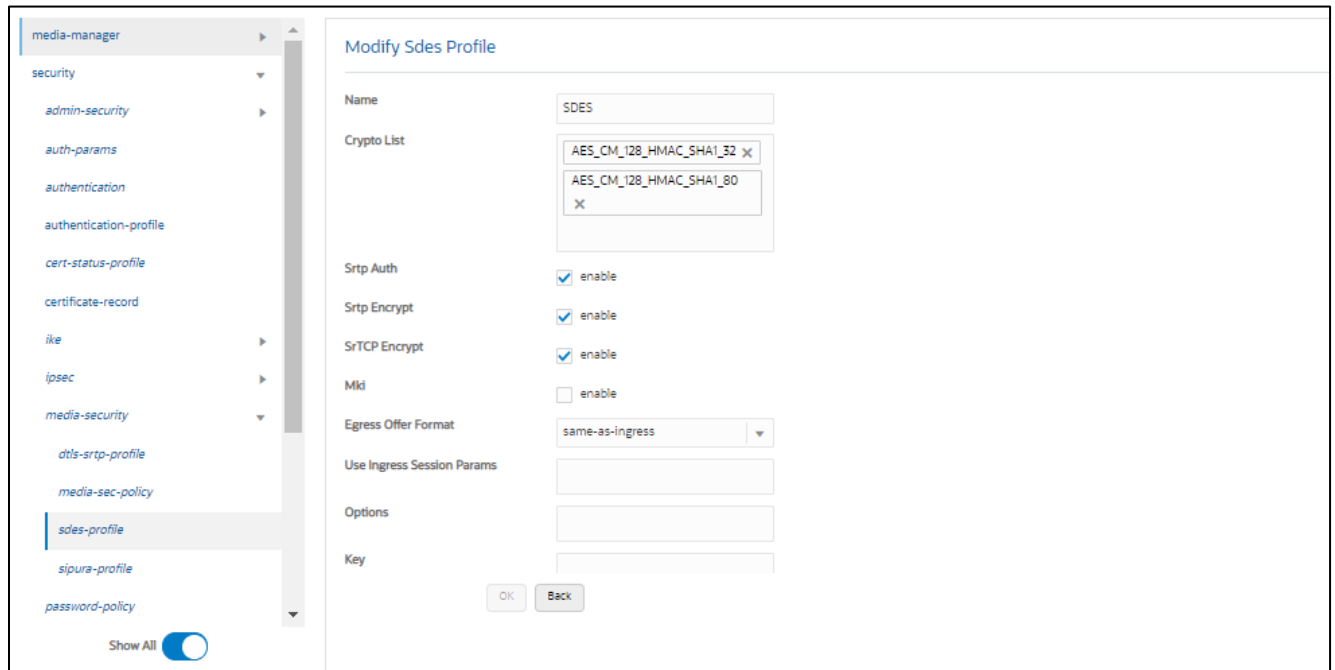 media-manager
security
admin-security
auth-params
authentication
authentication-profile
cert-status-profile
certificate-record
ike
ipsec
media-security
dtls-srtp-profile
media-sec-policy
sdes-profile
sipura-profile
password-policy
Show All
Modify Sdes Profile
Name
SDES
Crypto List
AES_CM_128_HMAC_SHA1_32
AES_CM_128_HMAC_SHA1_80
Srtp Auth
enable
Srtp Encrypt
enable
SrTCP Encrypt
enable
Mki
enable
Egress Offer Format
same-as-ingress
Use Ingress Session Params
Options
Key
OK
Back